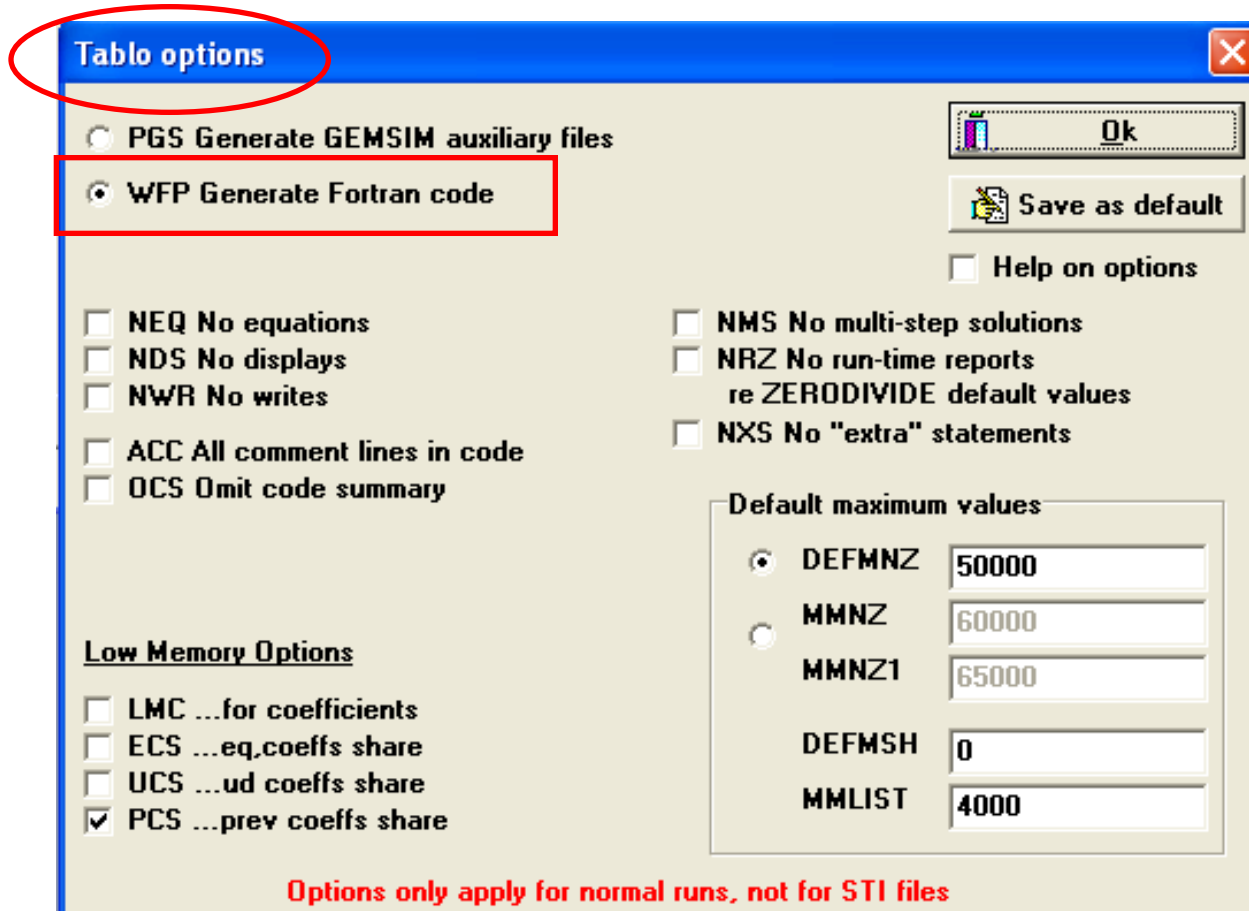 Tablo options
PGS Generate GEMSIM auxiliary files
Ok
WFP Generate Fortran code
Save as default
Help on options
NEQ No equations
NDS No displays
NWR No writes
ACC All comment lines in code
OCS Omit code summary
NMS No multi-step solutions
NRZ No run-time reports
re ZERODIVIDE default values
NXS No "extra" statements
Default maximum values
DEFMNZ 50000
MMNZ 60000
MMNZ1 65000
DEFMSH 0
MMLIST 4000
Low Memory Options
LMC ...for coefficients
ECS ...eq,coeffs share
UCS ...ud coeffs share
PCS ...prev coeffs share
Options only apply for normal runs, not for STI files